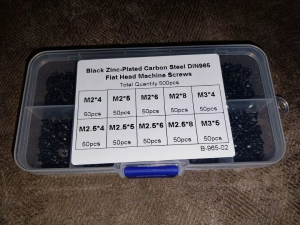 Black Zinc-Plated Carbon Steel DIN965
Flat Head Machine Screws
Total Quantity 500pcs
M2*4 M2*5 M2*6 M2*8 M3*4
50pcs 50pcs 50pcs 50pcs 50pcs
M2.5*4 M2.5*5 M2.5*6 M2.5*8 M3*5
50pcs 50pcs 50pcs 50pcs 50pcs
B-965-02